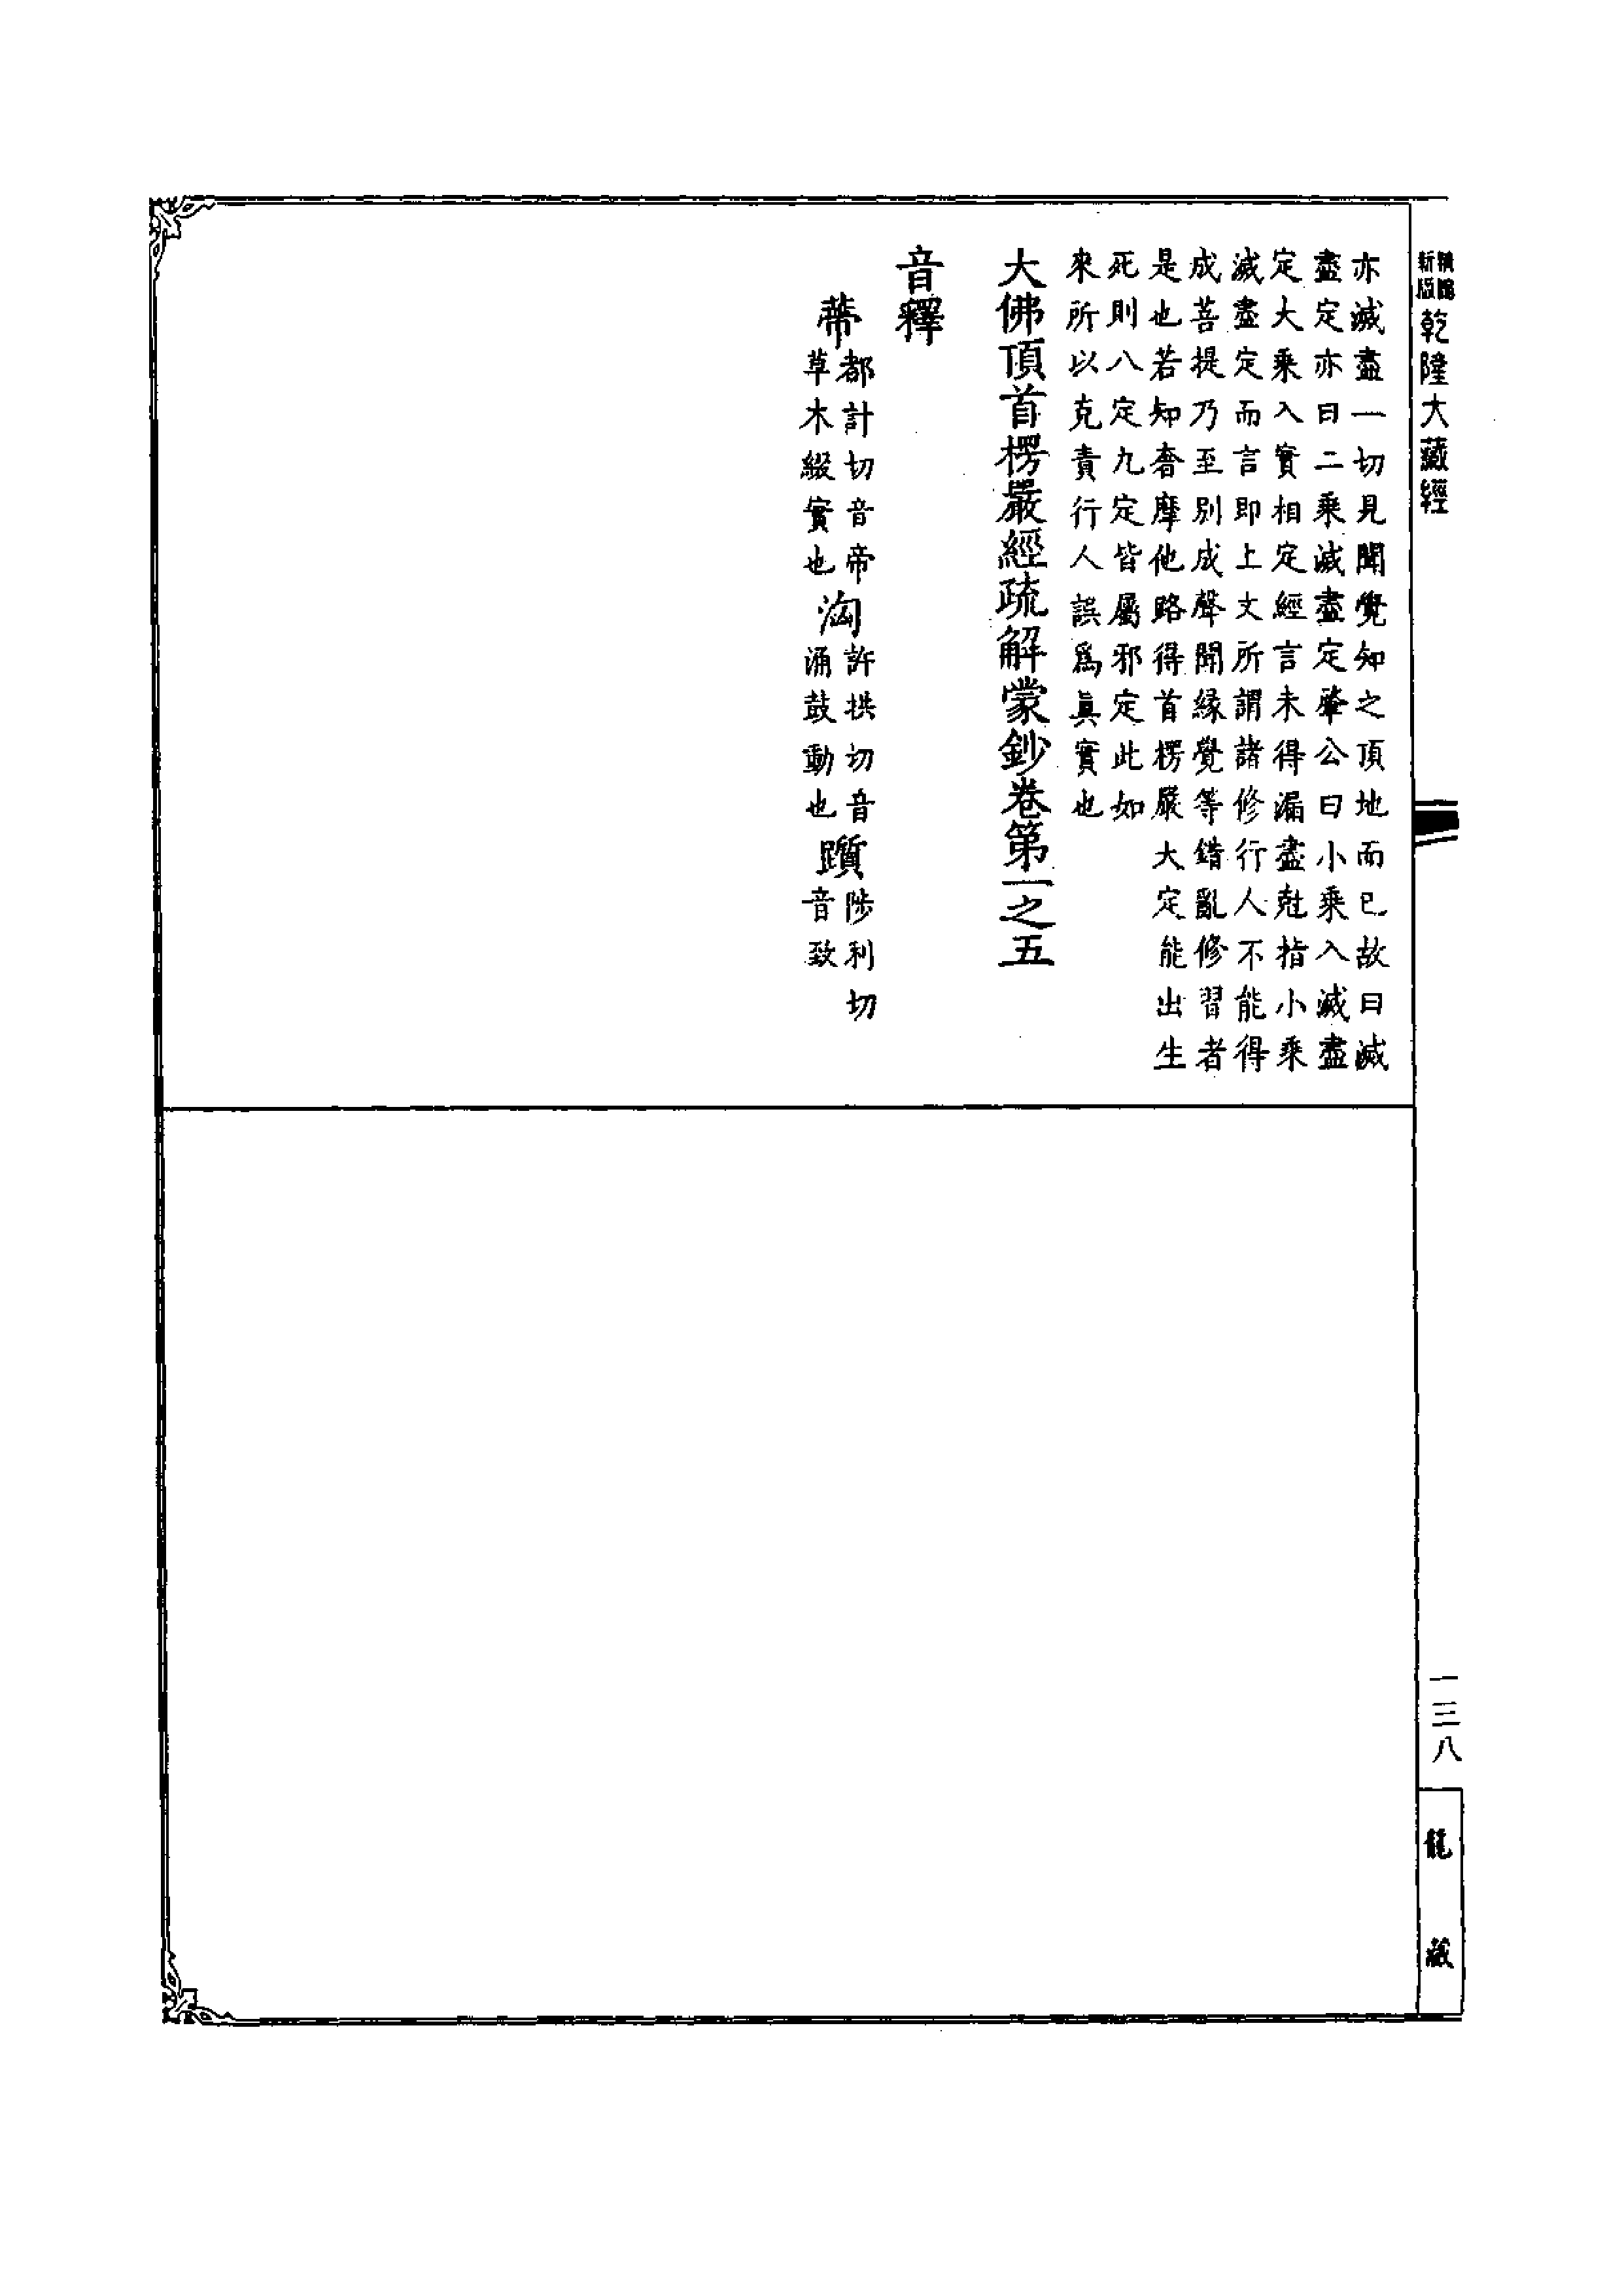 新版
精縮
乾隆大藏經
亦滅盡一切見聞覺知之頂地而已故曰滅
盡定亦曰二乘滅盡定肇公曰小乘入滅盡
定大乘入實相定經言未得漏盡尅指小乘
滅盡定而言即上文所謂諸修行人不能得
成菩提乃至別成聲聞緣覺等錯亂修習者
是也若知奢摩他路得首楞嚴大定能出生
死則八定九定皆屬邪定此如
來所以克責行人誤爲眞實也
大佛頂首楞嚴經疏解蒙鈔卷第一之五
音釋
蔕都計切音帝草木綴實也 㶷許拱切音涌鼓動也 躓陟利切音致
一三八
龍藏